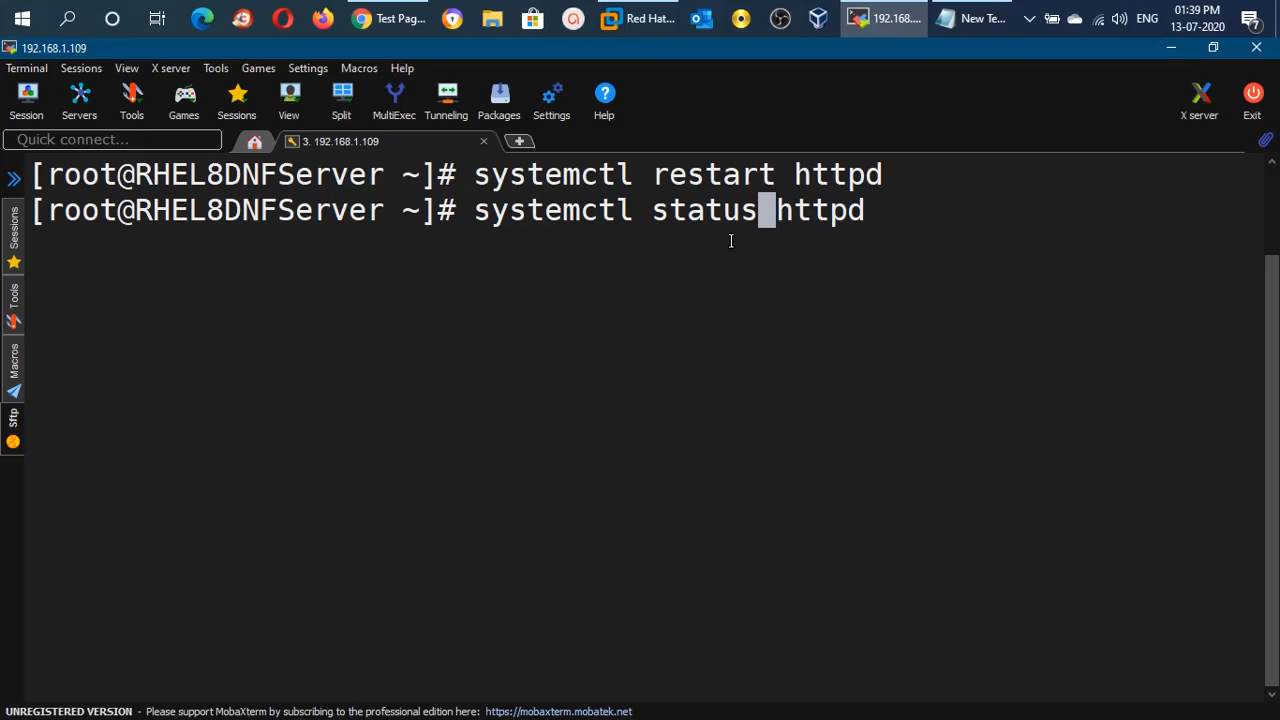 Test Pag...
Red Hat...
192.168....
New Te...
ENG
01:39 PM
13-07-2020
7
192.168.1.109
Terminal Sessions View X server Tools Games Settings Macros Help
Session Servers Tools Games Sessions View Split MultiExec Tunneling Packages Settings Help X server Exit
Quick connect...
3. 192.168.1.109
[root@RHEL8DNFServer ~]# systemctl restart httpd
[root@RHEL8DNFServer ~]# systemctl status httpd
Sessions
Tools
Macros
Sftp
UNREGISTERED VERSION - Please support MobaXterm by subscribing to the professional edition here: https://mobaxterm.mobatek.net